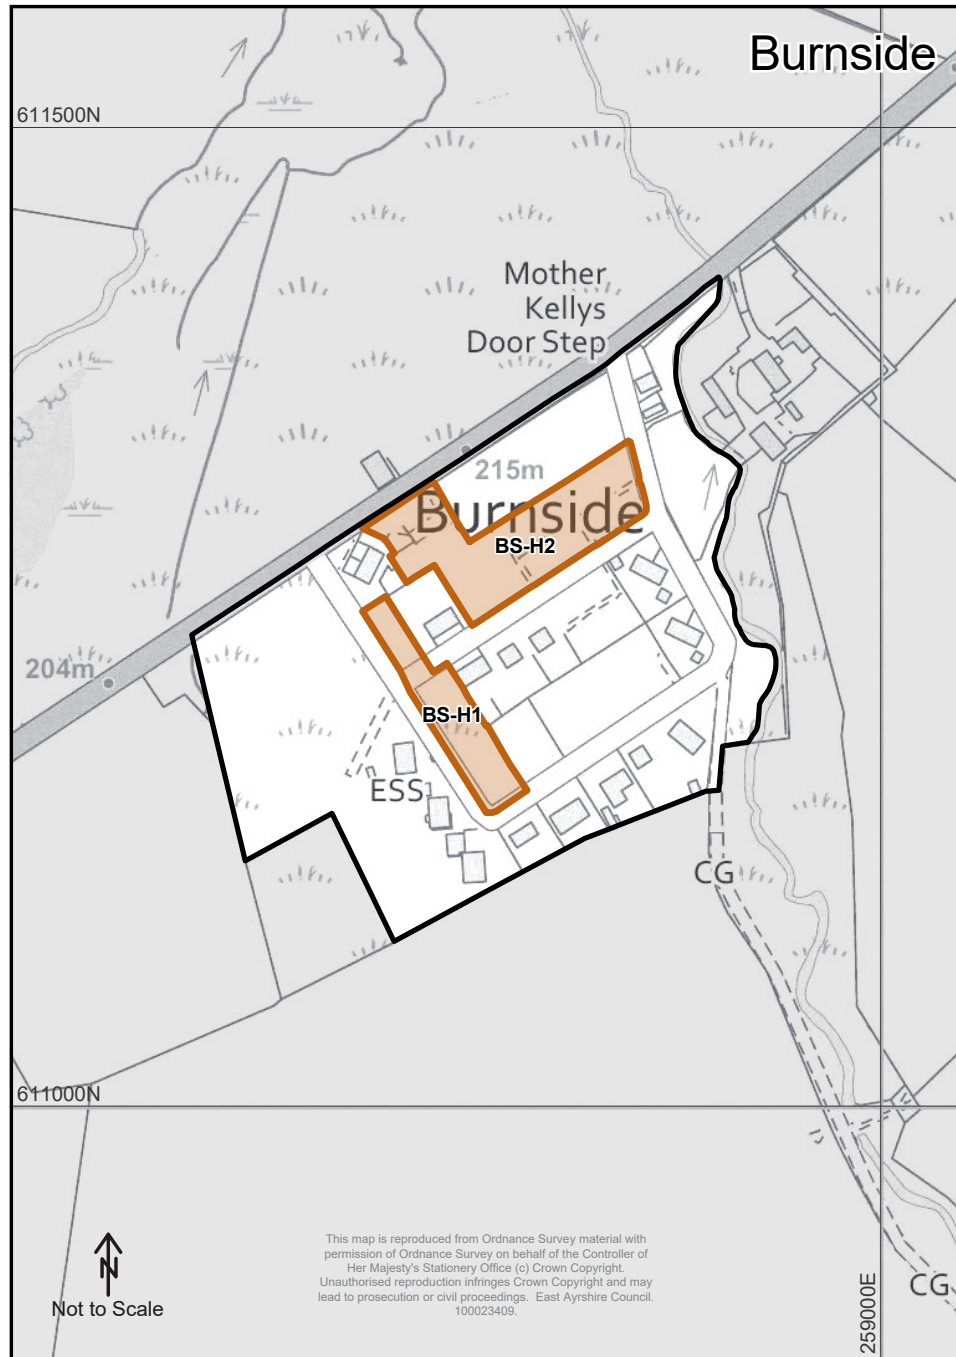 Burnside
611500N
Mother
Kellys
Door Step
215m
Burnside
BS-H2
204m
BS-H1
ESS
CG
611000N
N
Not to Scale
This map is reproduced from Ordnance Survey material with
permission of Ordnance Survey on behalf of the Controller of
Her Majesty's Stationery Office (c) Crown Copyright.
Unauthorised reproduction infringes Crown Copyright and may
lead to prosecution or civil proceedings. East Ayrshire Council.
100023409.
259000E
CG